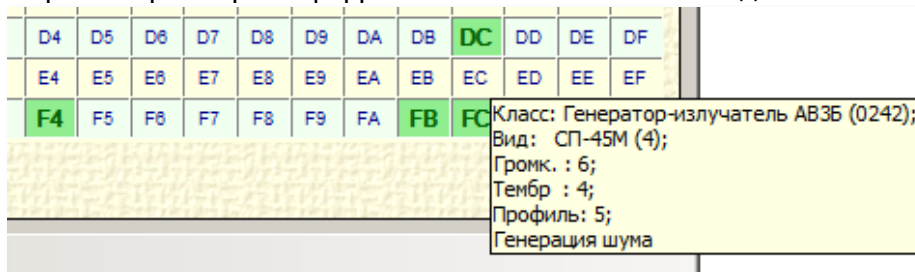 D4 D5 D6 D7 D8 D9 DA DB DC DD DE DF
E4 E5 E6 E7 E8 E9 EA EB EC ED EE EF
F4 F5 F6 F7 F8 F9 FA FB FC
Класс: Генератор-излучатель АВЗБ (0242);
Вид: СП-45М (4);
Громк. : 6;
Тембр : 4;
Профиль: 5;
Генерация шума